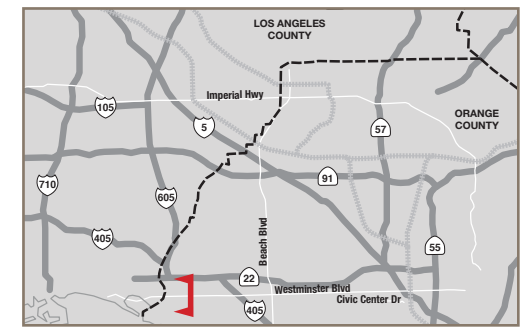 LOS ANGELES
COUNTY
Imperial Hwy
105
5
57
ORANGE
COUNTY
91
710
605
405
Beach Blvd
55
22
Westminster Blvd
Civic Center Dr
405